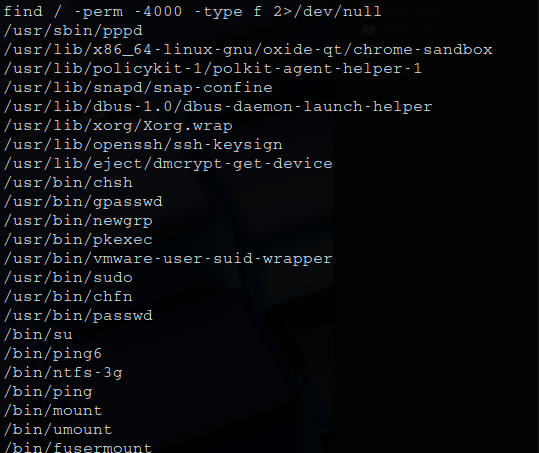 find / -perm -4000 -type f 2>/dev/null
/usr/sbin/pppd
/usr/lib/x86_64-linux-gnu/oxide-qt/chrome-sandbox
/usr/lib/policykit-1/polkit-agent-helper-1
/usr/lib/snapd/snap-confine
/usr/lib/dbus-1.0/dbus-daemon-launch-helper
/usr/lib/xorg/Xorg.wrap
/usr/lib/openssh/ssh-keysign
/usr/lib/eject/dmcrypt-get-device
/usr/bin/chsh
/usr/bin/gpasswd
/usr/bin/newgrp
/usr/bin/pkexec
/usr/bin/vmware-user-suid-wrapper
/usr/bin/sudo
/usr/bin/chfn
/usr/bin/passwd
/bin/su
/bin/ping6
/bin/ntfs-3g
/bin/ping
/bin/mount
/bin/umount
/bin/fusermount